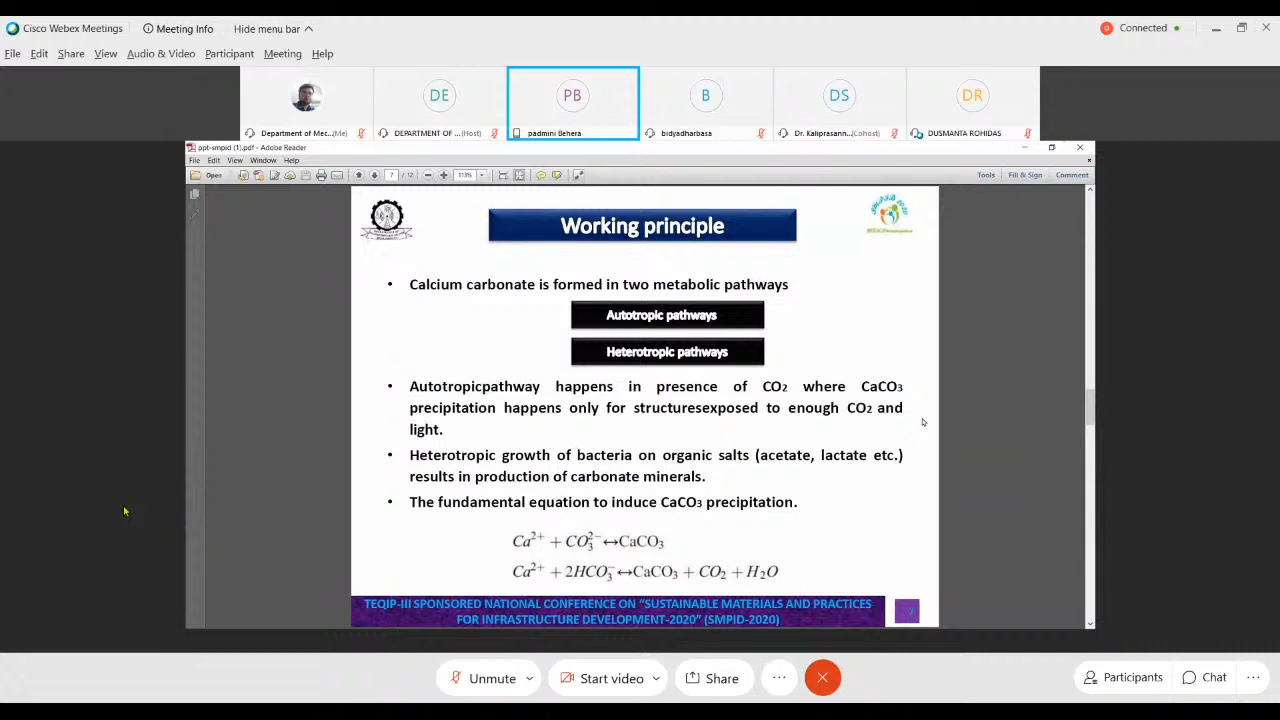 Cisco Webex Meetings Meeting Info Hide menu bar Connected
File Edit Share View Audio & Video Participant Meeting Help
DE PB B DS DR
Department of Mec... (Me) DEPARTMENT OF ... (Host) padmini Behera bidyadharbasa Dr. Kaliprasann... (Cohost) DUSMANTA ROHIDAS
ppt-smpid (1).pdf - Adobe Reader
File Edit View Window Help
Open 7 / 12 113% Tools Fill & Sign Comment
Working principle
• Calcium carbonate is formed in two metabolic pathways
Autotropic pathways
Heterotropic pathways
• Autotropicpathway happens in presence of CO2 where CaCO3
precipitation happens only for structuresexposed to enough CO2 and
light.
• Heterotropic growth of bacteria on organic salts (acetate, lactate etc.)
results in production of carbonate minerals.
• The fundamental equation to induce CaCO3 precipitation.
Ca²⁺ + CO₃²⁻ ↔ CaCO₃
Ca²⁺ + 2HCO₃⁻ ↔ CaCO₃ + CO₂ + H₂O
TEQIP-III SPONSORED NATIONAL CONFERENCE ON “SUSTAINABLE MATERIALS AND PRACTICES
FOR INFRASTRUCTURE DEVELOPMENT-2020” (SMPID-2020)
Unmute Start video Share Participants Chat